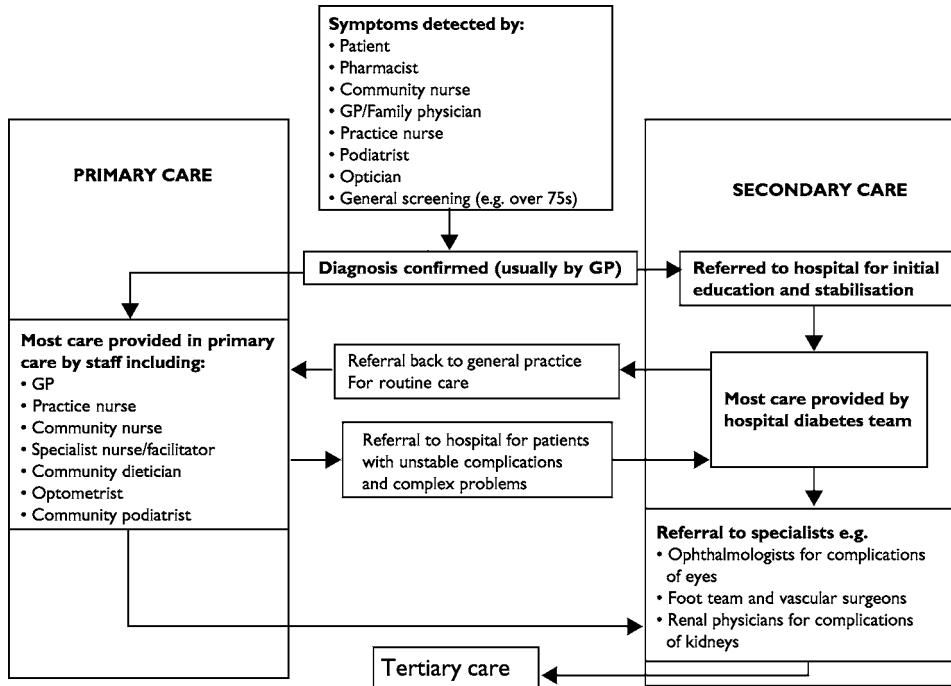 Symptoms detected by:
• Patient
• Pharmacist
• Community nurse
• GP/Family physician
• Practice nurse
• Podiatrist
• Optician
• General screening (e.g. over 75s)
PRIMARY CARE
SECONDARY CARE
Diagnosis confirmed (usually by GP)
Referred to hospital for initial
education and stabilisation
Most care provided in primary
care by staff including:
• GP
• Practice nurse
• Community nurse
• Specialist nurse/facilitator
• Community dietician
• Optometrist
• Community podiatrist
Referral back to general practice
For routine care
Most care provided by
hospital diabetes team
Referral to hospital for patients
with unstable complications
and complex problems
Referral to specialists e.g.
• Ophthalmologists for complications
of eyes
• Foot team and vascular surgeons
• Renal physicians for complications
of kidneys
Tertiary care